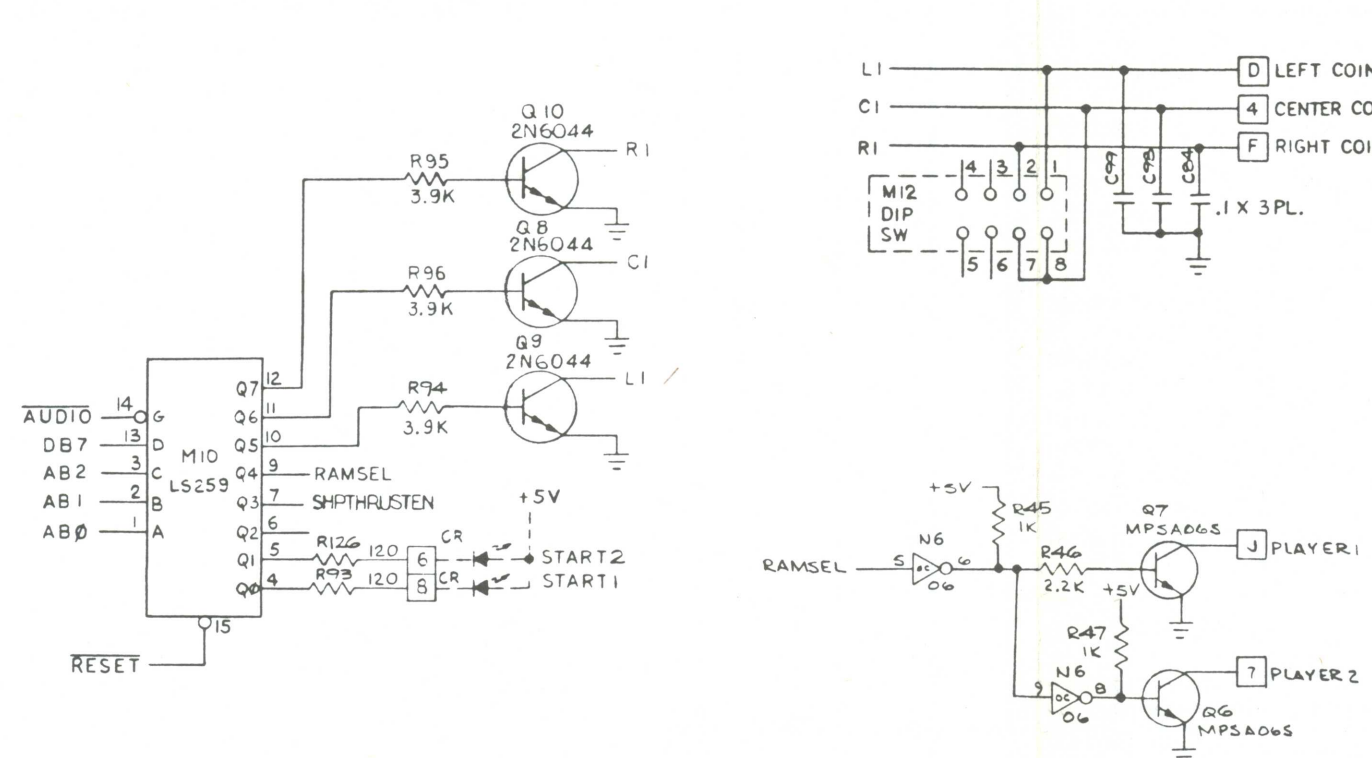 Q10
2N6044
R1
R95
3.9K
Q8
2N6044
C1
R96
3.9K
Q9
2N6044
L1
R94
3.9K
AUDIO
14
G
DB7
13
D
AB2
3
C
AB1
2
B
ABØ
1
A
M10
LS259
Q7
12
Q6
11
Q5
10
Q4
9
RAMSEL
Q3
7
SHPTHRUSTEN
Q2
6
Q1
5
R126
120
6
CR
START2
+5V
QØ
4
R93
120
8
CR
START1
15
RESET
L1
D
LEFT COIN
C1
4
CENTER CO
R1
F
RIGHT COI
4
3
2
1
M12
DIP
SW
5
6
7
8
C99
C98
C84
.1 X 3PL.
+5V
R45
1K
RAMSEL
5
N6
OC
6
06
R46
2.2K
Q7
MPSA06S
J
PLAYER1
+5V
R47
1K
9
N6
OC
8
06
Q6
MPSA06S
7
PLAYER2